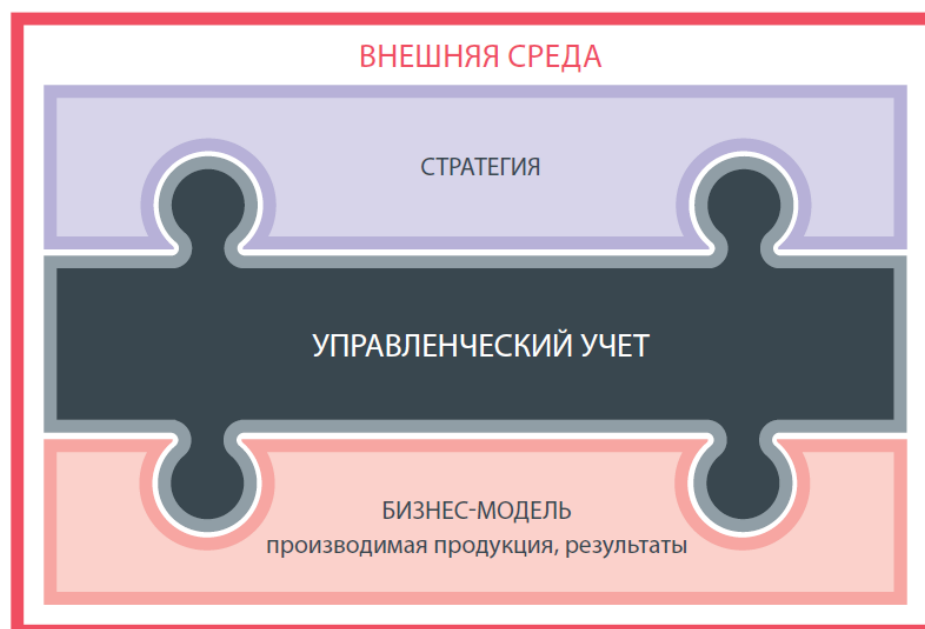 ВНЕШНЯЯ СРЕДА
СТРАТЕГИЯ
УПРАВЛЕНЧЕСКИЙ УЧЕТ
БИЗНЕС-МОДЕЛЬ
производимая продукция, результаты